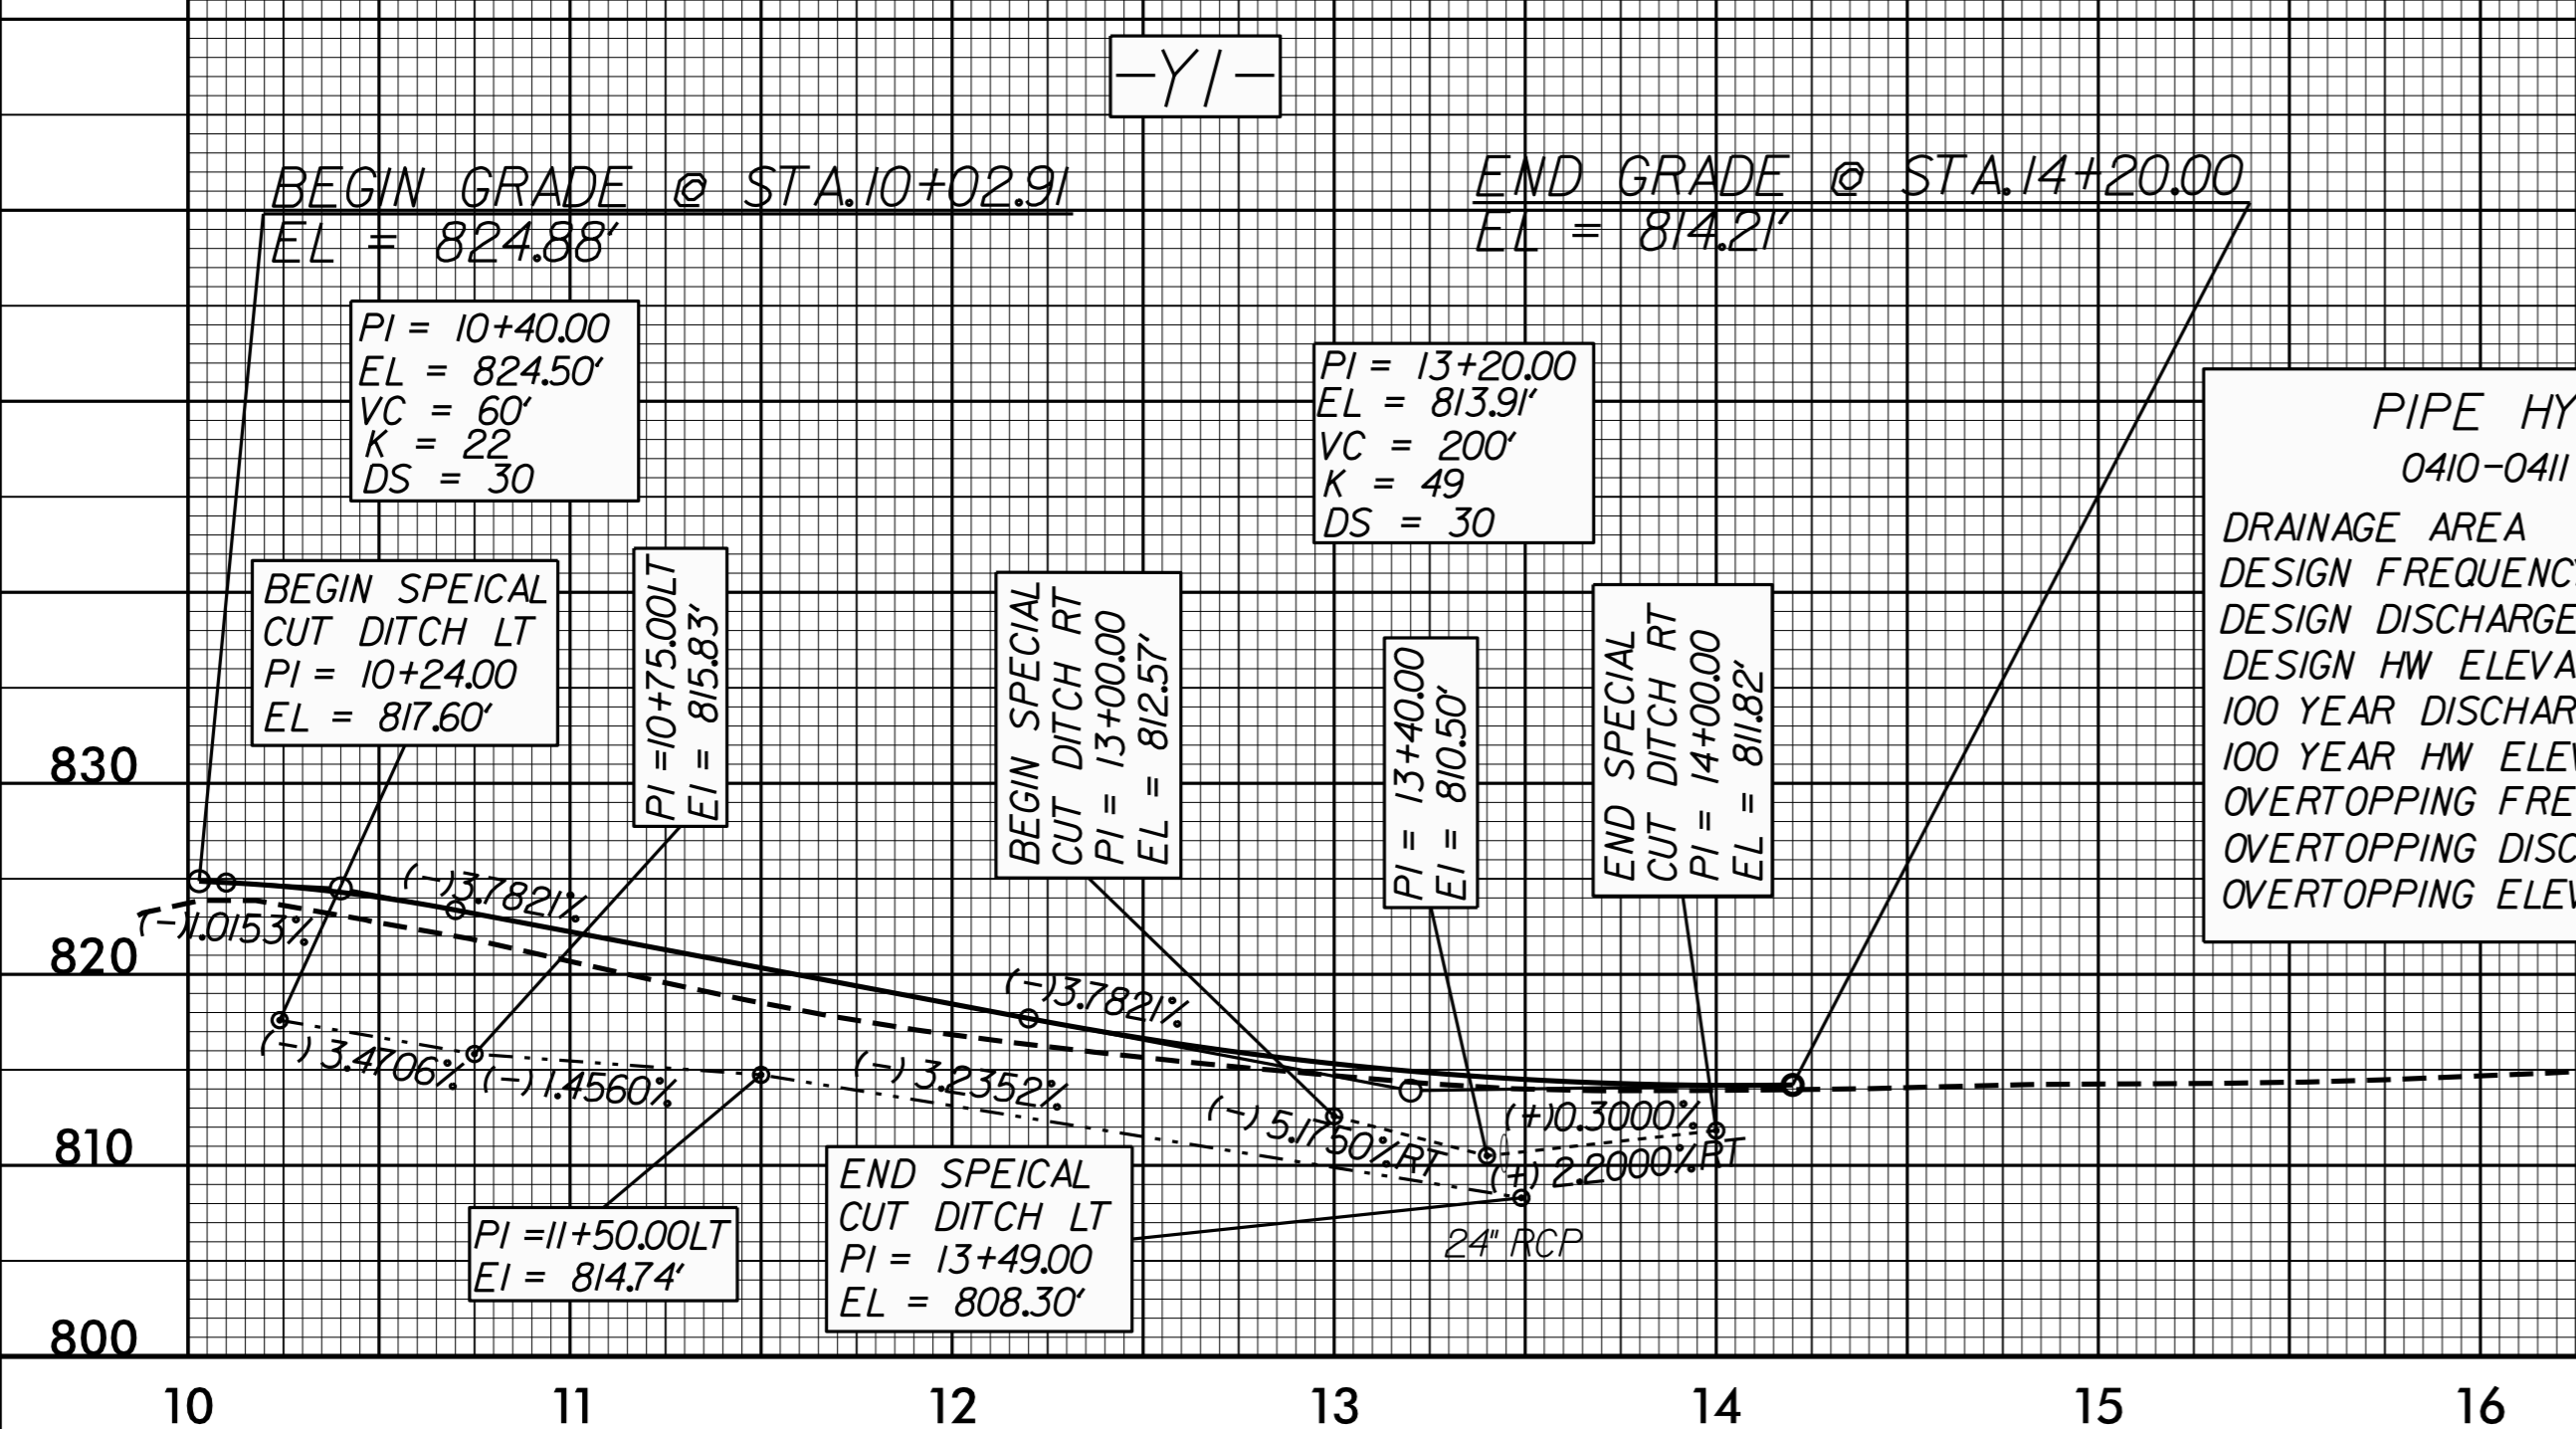 —Y1—
BEGIN GRADE @ STA.10+02.91
EL = 824.88'
END GRADE @ STA.14+20.00
EL = 814.21'
PI = 10+40.00
EL = 824.50'
VC = 60'
K = 22
DS = 30
PI = 13+20.00
EL = 813.91'
VC = 200'
K = 49
DS = 30
PIPE HY
0410-0411
DRAINAGE AREA
DESIGN FREQUENC
DESIGN DISCHARGE
DESIGN HW ELEVA
100 YEAR DISCHAR
100 YEAR HW ELEV
OVERTOPPING FRE
OVERTOPPING DISC
OVERTOPPING ELEV
BEGIN SPEICAL
CUT DITCH LT
PI = 10+24.00
EL = 817.60'
PI =10+75.00LT
EI = 815.83'
BEGIN SPECIAL
CUT DITCH RT
PI = 13+00.00
EL = 812.57'
PI = 13+40.00
EI = 810.50'
END SPECIAL
CUT DITCH RT
PI = 14+00.00
EL = 811.82'
830
820
810
800
(-)1.0153%
(-)3.7821%
(-)3.7821%
(-) 3.4706%
(-) 1.4560%
(-) 3.2352%
(-) 5.1750%RT
(+)0.3000%
(+) 2.2000%RT
PI =11+50.00LT
EI = 814.74'
END SPEICAL
CUT DITCH LT
PI = 13+49.00
EL = 808.30'
24" RCP
10 11 12 13 14 15 16